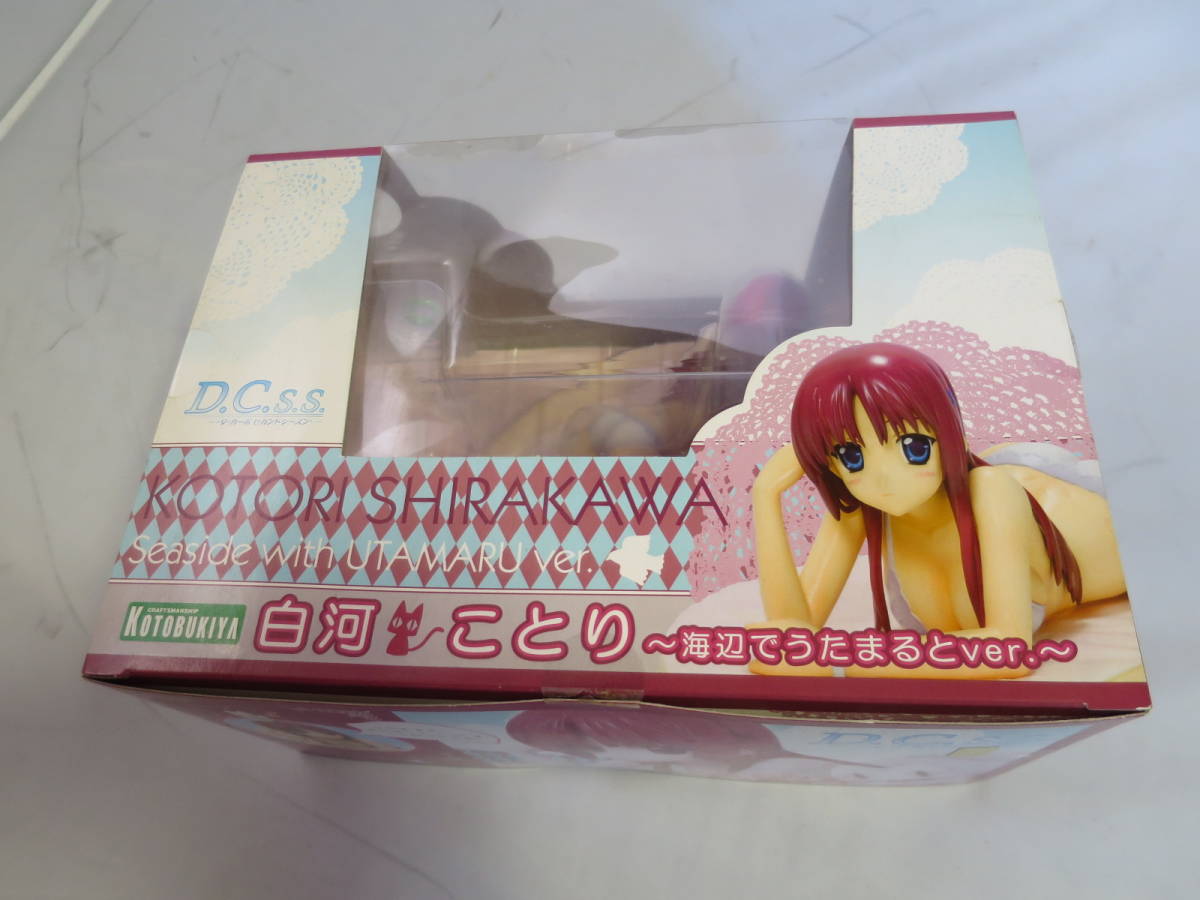 D.C.s.s.
～ダ・カーポ セカンドシーズン～
KOTORI SHIRAKAWA
Seaside with UTAMARU ver.
CRAFTSMANSHIP
KOTOBUKIYA
白河ことり
～海辺でうたまるとver.～
D.C.s.s.